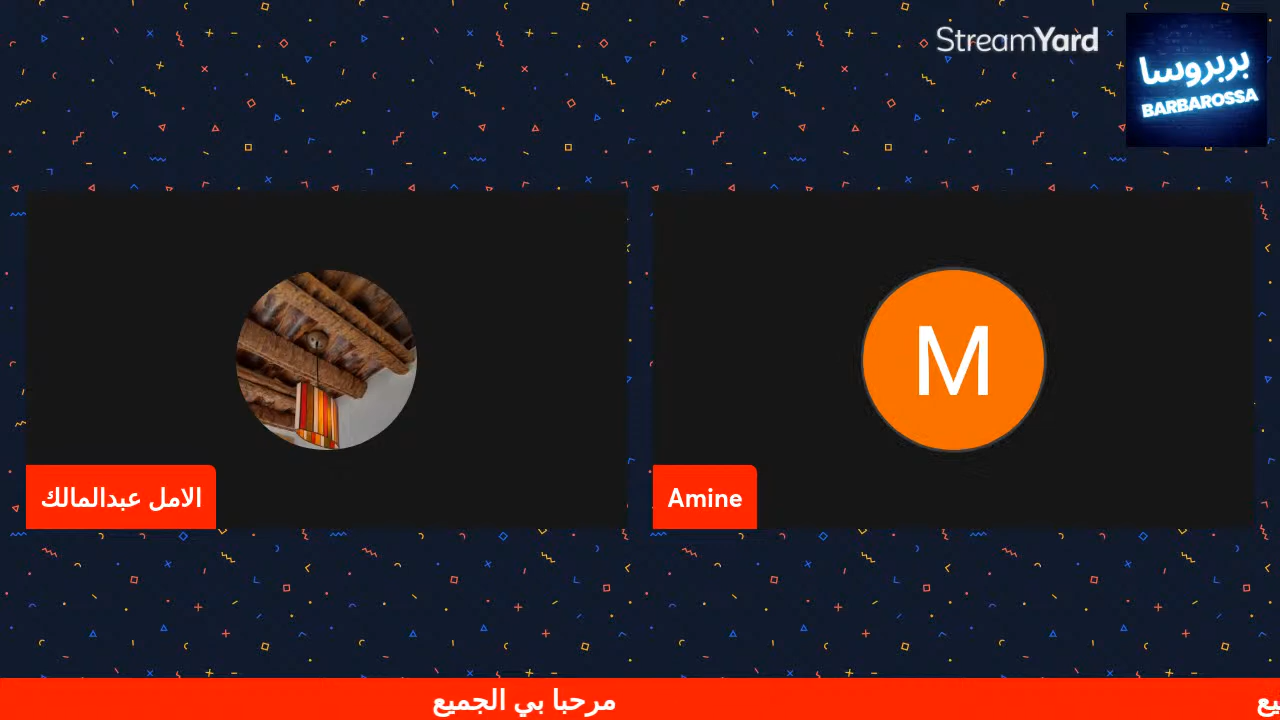 StreamYard
بربروسا
BARBAROSSA
M
الامل عبدالمالك
Amine
مرحبا بي الجميع